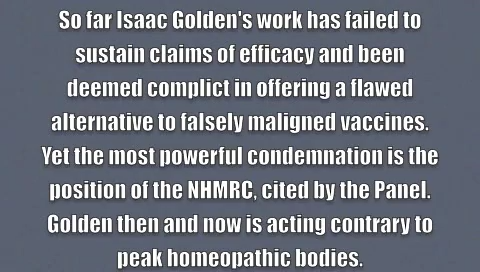 So far Isaac Golden's work has failed to
sustain claims of efficacy and been
deemed complict in offering a flawed
alternative to falsely maligned vaccines.
Yet the most powerful condemnation is the
position of the NHMRC, cited by the Panel.
Golden then and now is acting contrary to
peak homeopathic bodies.